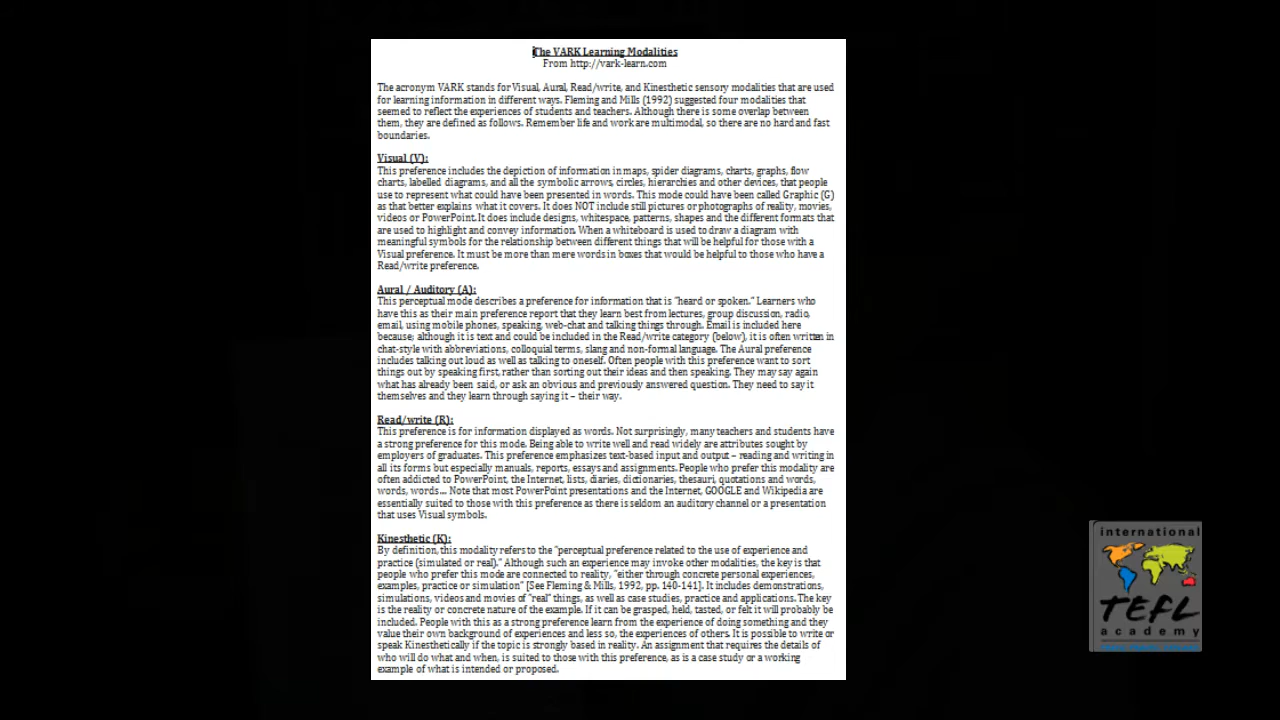 The VARK Learning Modalities
From http://vark-learn.com
The acronym VARK stands for Visual, Aural, Read/write, and Kinesthetic sensory modalities that are used
for learning information in different ways. Fleming and Mills (1992) suggested four modalities that
seemed to reflect the experiences of students and teachers. Although there is some overlap between
them, they are defined as follows. Remember life and work are multimodal, so there are no hard and fast
boundaries.
Visual (V):
This preference includes the depiction of information in maps, spider diagrams, charts, graphs, flow
charts, labelled diagrams, and all the symbolic arrows, circles, hierarchies and other devices, that people
use to represent what could have been presented in words. This mode could have been called Graphic (G)
as that better explains what it covers. It does NOT include still pictures or photographs of reality, movies,
videos or PowerPoint. It does include designs, whitespace, patterns, shapes and the different formats that
are used to highlight and convey information. When a whiteboard is used to draw a diagram with
meaningful symbols for the relationship between different things that will be helpful for those with a
Visual preference. It must be more than mere words in boxes that would be helpful to those who have a
Read/write preference.
Aural / Auditory (A):
This perceptual mode describes a preference for information that is "heard or spoken." Learners who
have this as their main preference report that they learn best from lectures, group discussion, radio,
email, using mobile phones, speaking, web-chat and talking things through. Email is included here
because; although it is text and could be included in the Read/write category (below), it is often written in
chat-style with abbreviations, colloquial terms, slang and non-formal language. The Aural preference
includes talking out loud as well as talking to oneself. Often people with this preference want to sort
things out by speaking first, rather than sorting out their ideas and then speaking. They may say again
what has already been said, or ask an obvious and previously answered question. They need to say it
themselves and they learn through saying it – their way.
Read/write (R):
This preference is for information displayed as words. Not surprisingly, many teachers and students have
a strong preference for this mode. Being able to write well and read widely are attributes sought by
employers of graduates. This preference emphasizes text-based input and output – reading and writing in
all its forms but especially manuals, reports, essays and assignments. People who prefer this modality are
often addicted to PowerPoint, the Internet, lists, diaries, dictionaries, thesauri, quotations and words,
words, words... Note that most PowerPoint presentations and the Internet, GOOGLE and Wikipedia are
essentially suited to those with this preference as there is seldom an auditory channel or a presentation
that uses Visual symbols.
Kinesthetic (K):
By definition, this modality refers to the "perceptual preference related to the use of experience and
practice (simulated or real)." Although such an experience may invoke other modalities, the key is that
people who prefer this mode are connected to reality, "either through concrete personal experiences,
examples, practice or simulation" [See Fleming & Mills, 1992, pp. 140-141]. It includes demonstrations,
simulations, videos and movies of "real" things, as well as case studies, practice and applications. The key
is the reality or concrete nature of the example. If it can be grasped, held, tasted, or felt it will probably be
included. People with this as a strong preference learn from the experience of doing something and they
value their own background of experiences and less so, the experiences of others. It is possible to write or
speak Kinesthetically if the topic is strongly based in reality. An assignment that requires the details of
who will do what and when, is suited to those with this preference, as is a case study or a working
example of what is intended or proposed.
international
TEFL
academy